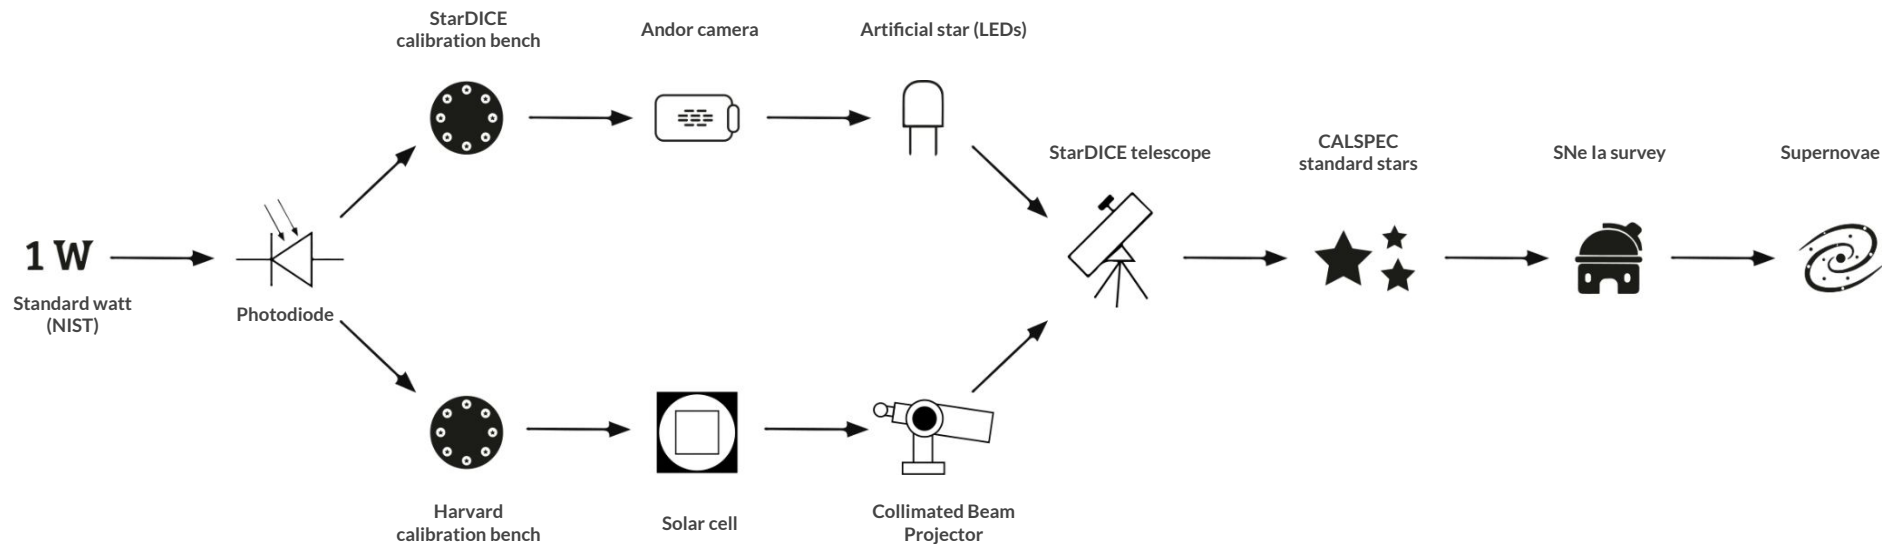 StarDICE
calibration bench
Andor camera
Artificial star (LEDs)
StarDICE telescope
CALSPEC
standard stars
SNe Ia survey
Supernovae
1 W
Standard watt
(NIST)
Photodiode
Harvard
calibration bench
Solar cell
Collimated Beam
Projector